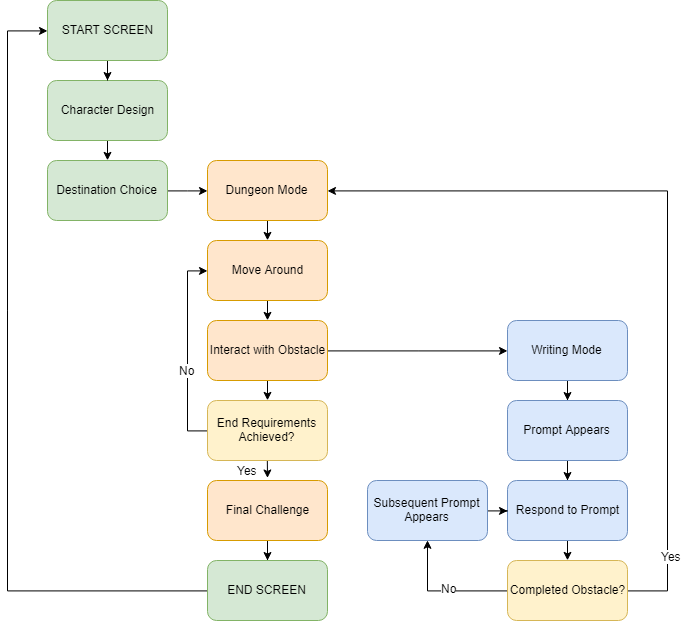 START SCREEN
Character Design
Destination Choice
Dungeon Mode
Move Around
Interact with Obstacle
Writing Mode
No
End Requirements
Achieved?
Prompt Appears
Yes
Final Challenge
Subsequent Prompt
Appears
Respond to Prompt
Yes
END SCREEN
No
Completed Obstacle?